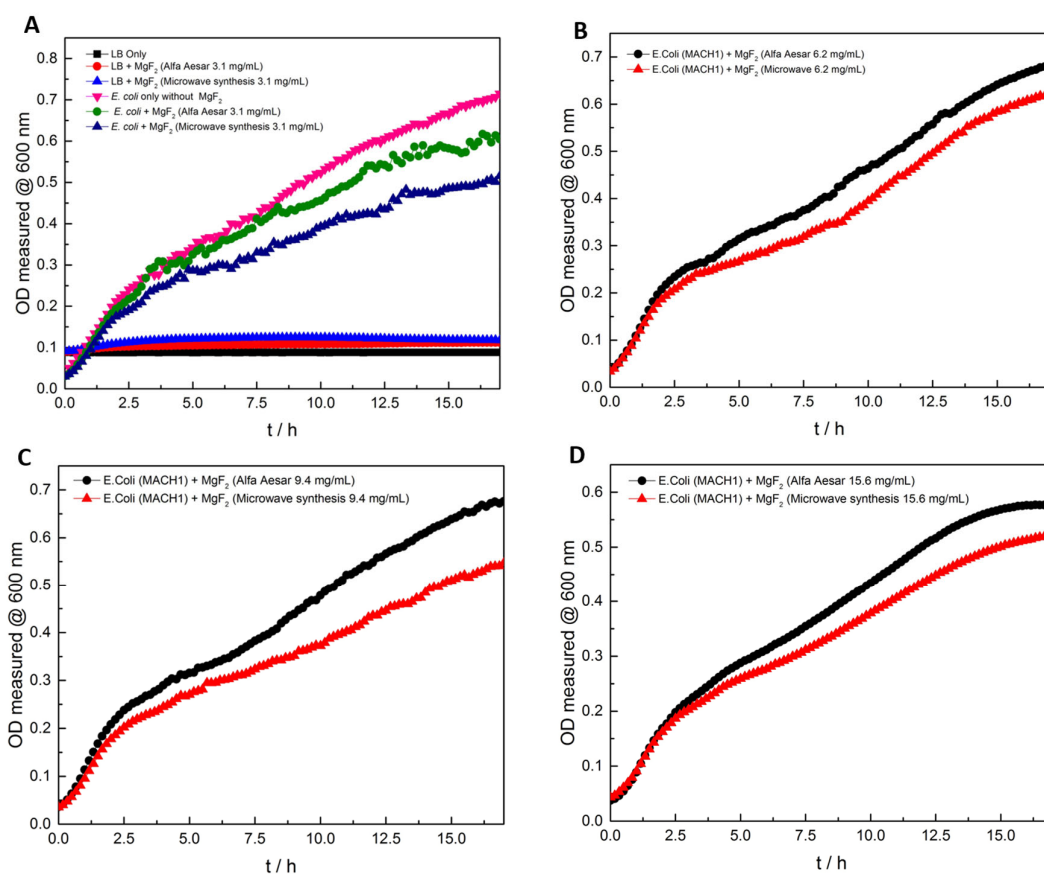 A
LB Only
LB + MgF2 (Alfa Aesar 3.1 mg/mL)
LB + MgF2 (Microwave synthesis 3.1 mg/mL)
E. coli only without MgF2
E. coli + MgF2 (Alfa Aesar 3.1 mg/mL)
E. coli + MgF2 (Microwave synthesis 3.1 mg/mL)
OD measured @ 600 nm
0.8
0.7
0.6
0.5
0.4
0.3
0.2
0.1
0.0
0.0 2.5 5.0 7.5 10.0 12.5 15.0
t / h
B
E.Coli (MACH1) + MgF2 (Alfa Aesar 6.2 mg/mL)
E.Coli (MACH1) + MgF2 (Microwave 6.2 mg/mL)
OD measured @ 600 nm
0.7
0.6
0.5
0.4
0.3
0.2
0.1
0.0
0.0 2.5 5.0 7.5 10.0 12.5 15.0
t / h
C
E.Coli (MACH1) + MgF2 (Alfa Aesar 9.4 mg/mL)
E.Coli (MACH1) + MgF2 (Microwave synthesis 9.4 mg/mL)
OD measured @ 600 nm
0.7
0.6
0.5
0.4
0.3
0.2
0.1
0.0
0.0 2.5 5.0 7.5 10.0 12.5 15.0
t / h
D
E.Coli (MACH1) + MgF2 (Alfa Aesar 15.6 mg/mL)
E.Coli (MACH1) + MgF2 (Microwave synthesis 15.6 mg/mL)
OD measured @ 600 nm
0.6
0.5
0.4
0.3
0.2
0.1
0.0
0.0 2.5 5.0 7.5 10.0 12.5 15.0
t / h